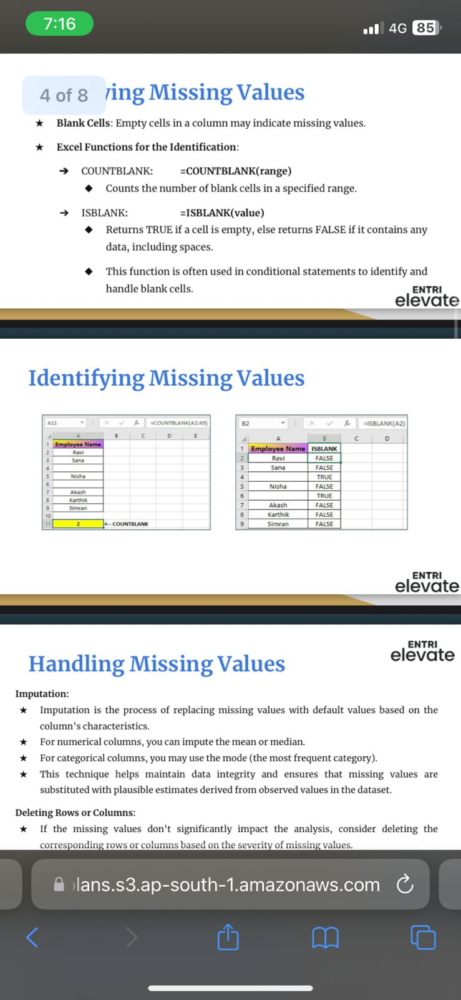 7:16
4G 85
4 of 8
ying Missing Values
★ Blank Cells: Empty cells in a column may indicate missing values.
★ Excel Functions for the Identification:
➔ COUNTBLANK: =COUNTBLANK(range)
◆ Counts the number of blank cells in a specified range.
➔ ISBLANK: =ISBLANK(value)
◆ Returns TRUE if a cell is empty, else returns FALSE if it contains any
data, including spaces.
◆ This function is often used in conditional statements to identify and
handle blank cells.
ENTRI
elevate
Identifying Missing Values
A11 fx =COUNTBLANK(A2:A9)
A B C D E
1 Employee Name
2 Ravi
3 Sana
4
5 Nisha
6
7 Akash
8 Karthik
9 Simran
10
11 2 <-- COUNTBLANK
B2 fx =ISBLANK(A2)
A B C D
1 Employee Name ISBLANK
2 Ravi FALSE
3 Sana FALSE
4 TRUE
5 Nisha FALSE
6 TRUE
7 Akash FALSE
8 Karthik FALSE
9 Simran FALSE
ENTRI
elevate
ENTRI
elevate
Handling Missing Values
Imputation:
★ Imputation is the process of replacing missing values with default values based on the
column's characteristics.
★ For numerical columns, you can impute the mean or median.
★ For categorical columns, you may use the mode (the most frequent category).
★ This technique helps maintain data integrity and ensures that missing values are
substituted with plausible estimates derived from observed values in the dataset.
Deleting Rows or Columns:
★ If the missing values don't significantly impact the analysis, consider deleting the
corresponding rows or columns based on the severity of missing values.
lans.s3.ap-south-1.amazonaws.com